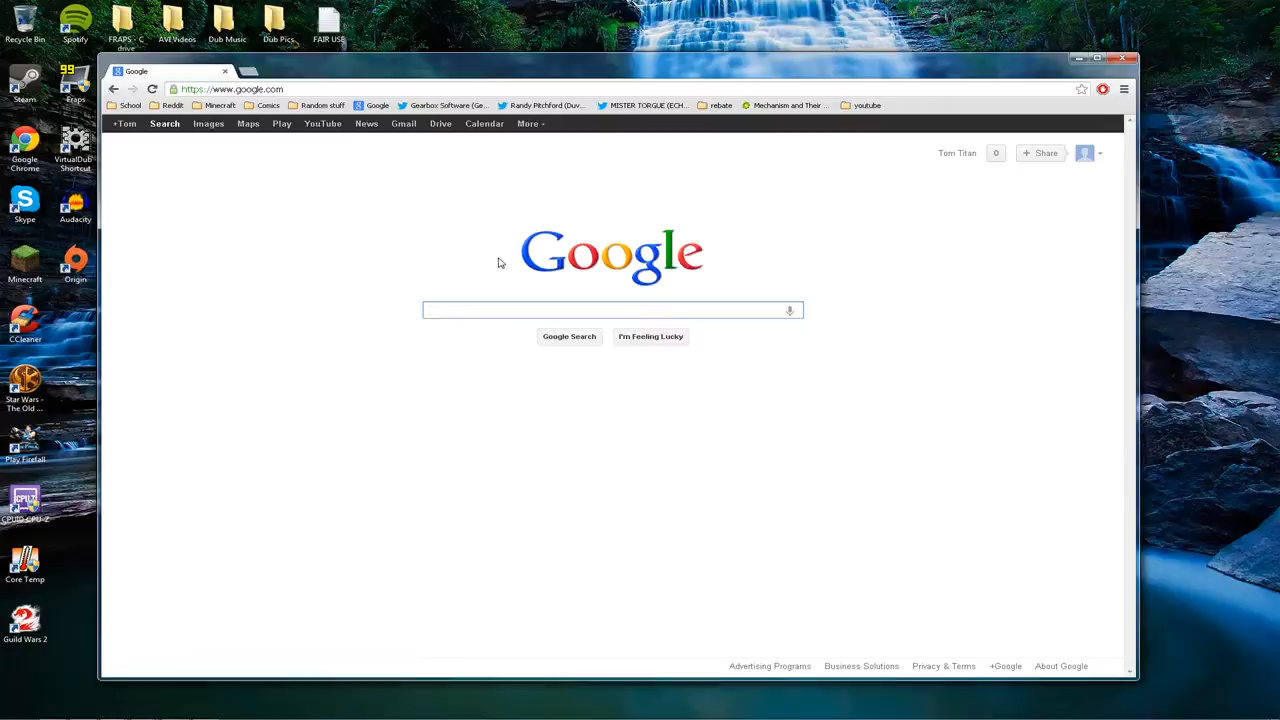 Recycle Bin
Spotify
FRAPS - C drive
AVI Videos
Dub Music
Dub Pics
FAIR USE
Steam
99
Fraps
Google Chrome
VirtualDub Shortcut
Skype
Audacity
Minecraft
Origin
CCleaner
Star Wars - The Old ...
Play Firefall
CPU-Z
CPUID CPU-Z
Core Temp
Guild Wars 2
Google
https://www.google.com
School Reddit Minecraft Comics Random stuff Google Gearbox Software (Ge... Randy Pitchford (Duv... MISTER TORGUE (ECH... rebate Mechanism and Their ... youtube
+Tom Search Images Maps Play YouTube News Gmail Drive Calendar More
Tom Titan 0 + Share
Google
Google Search I'm Feeling Lucky
Advertising Programs Business Solutions Privacy & Terms +Google About Google